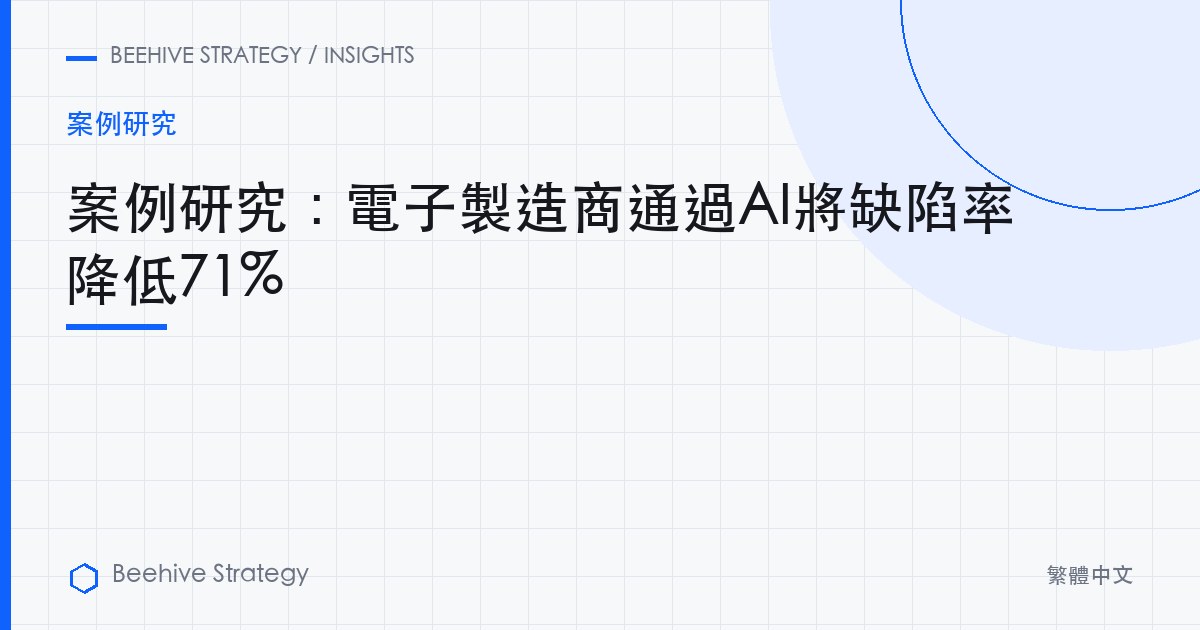 BEEHIVE STRATEGY / INSIGHTS
案例研究
案例研究：電子製造商通過AI將缺陷率
降低71%
Beehive Strategy
繁體中文